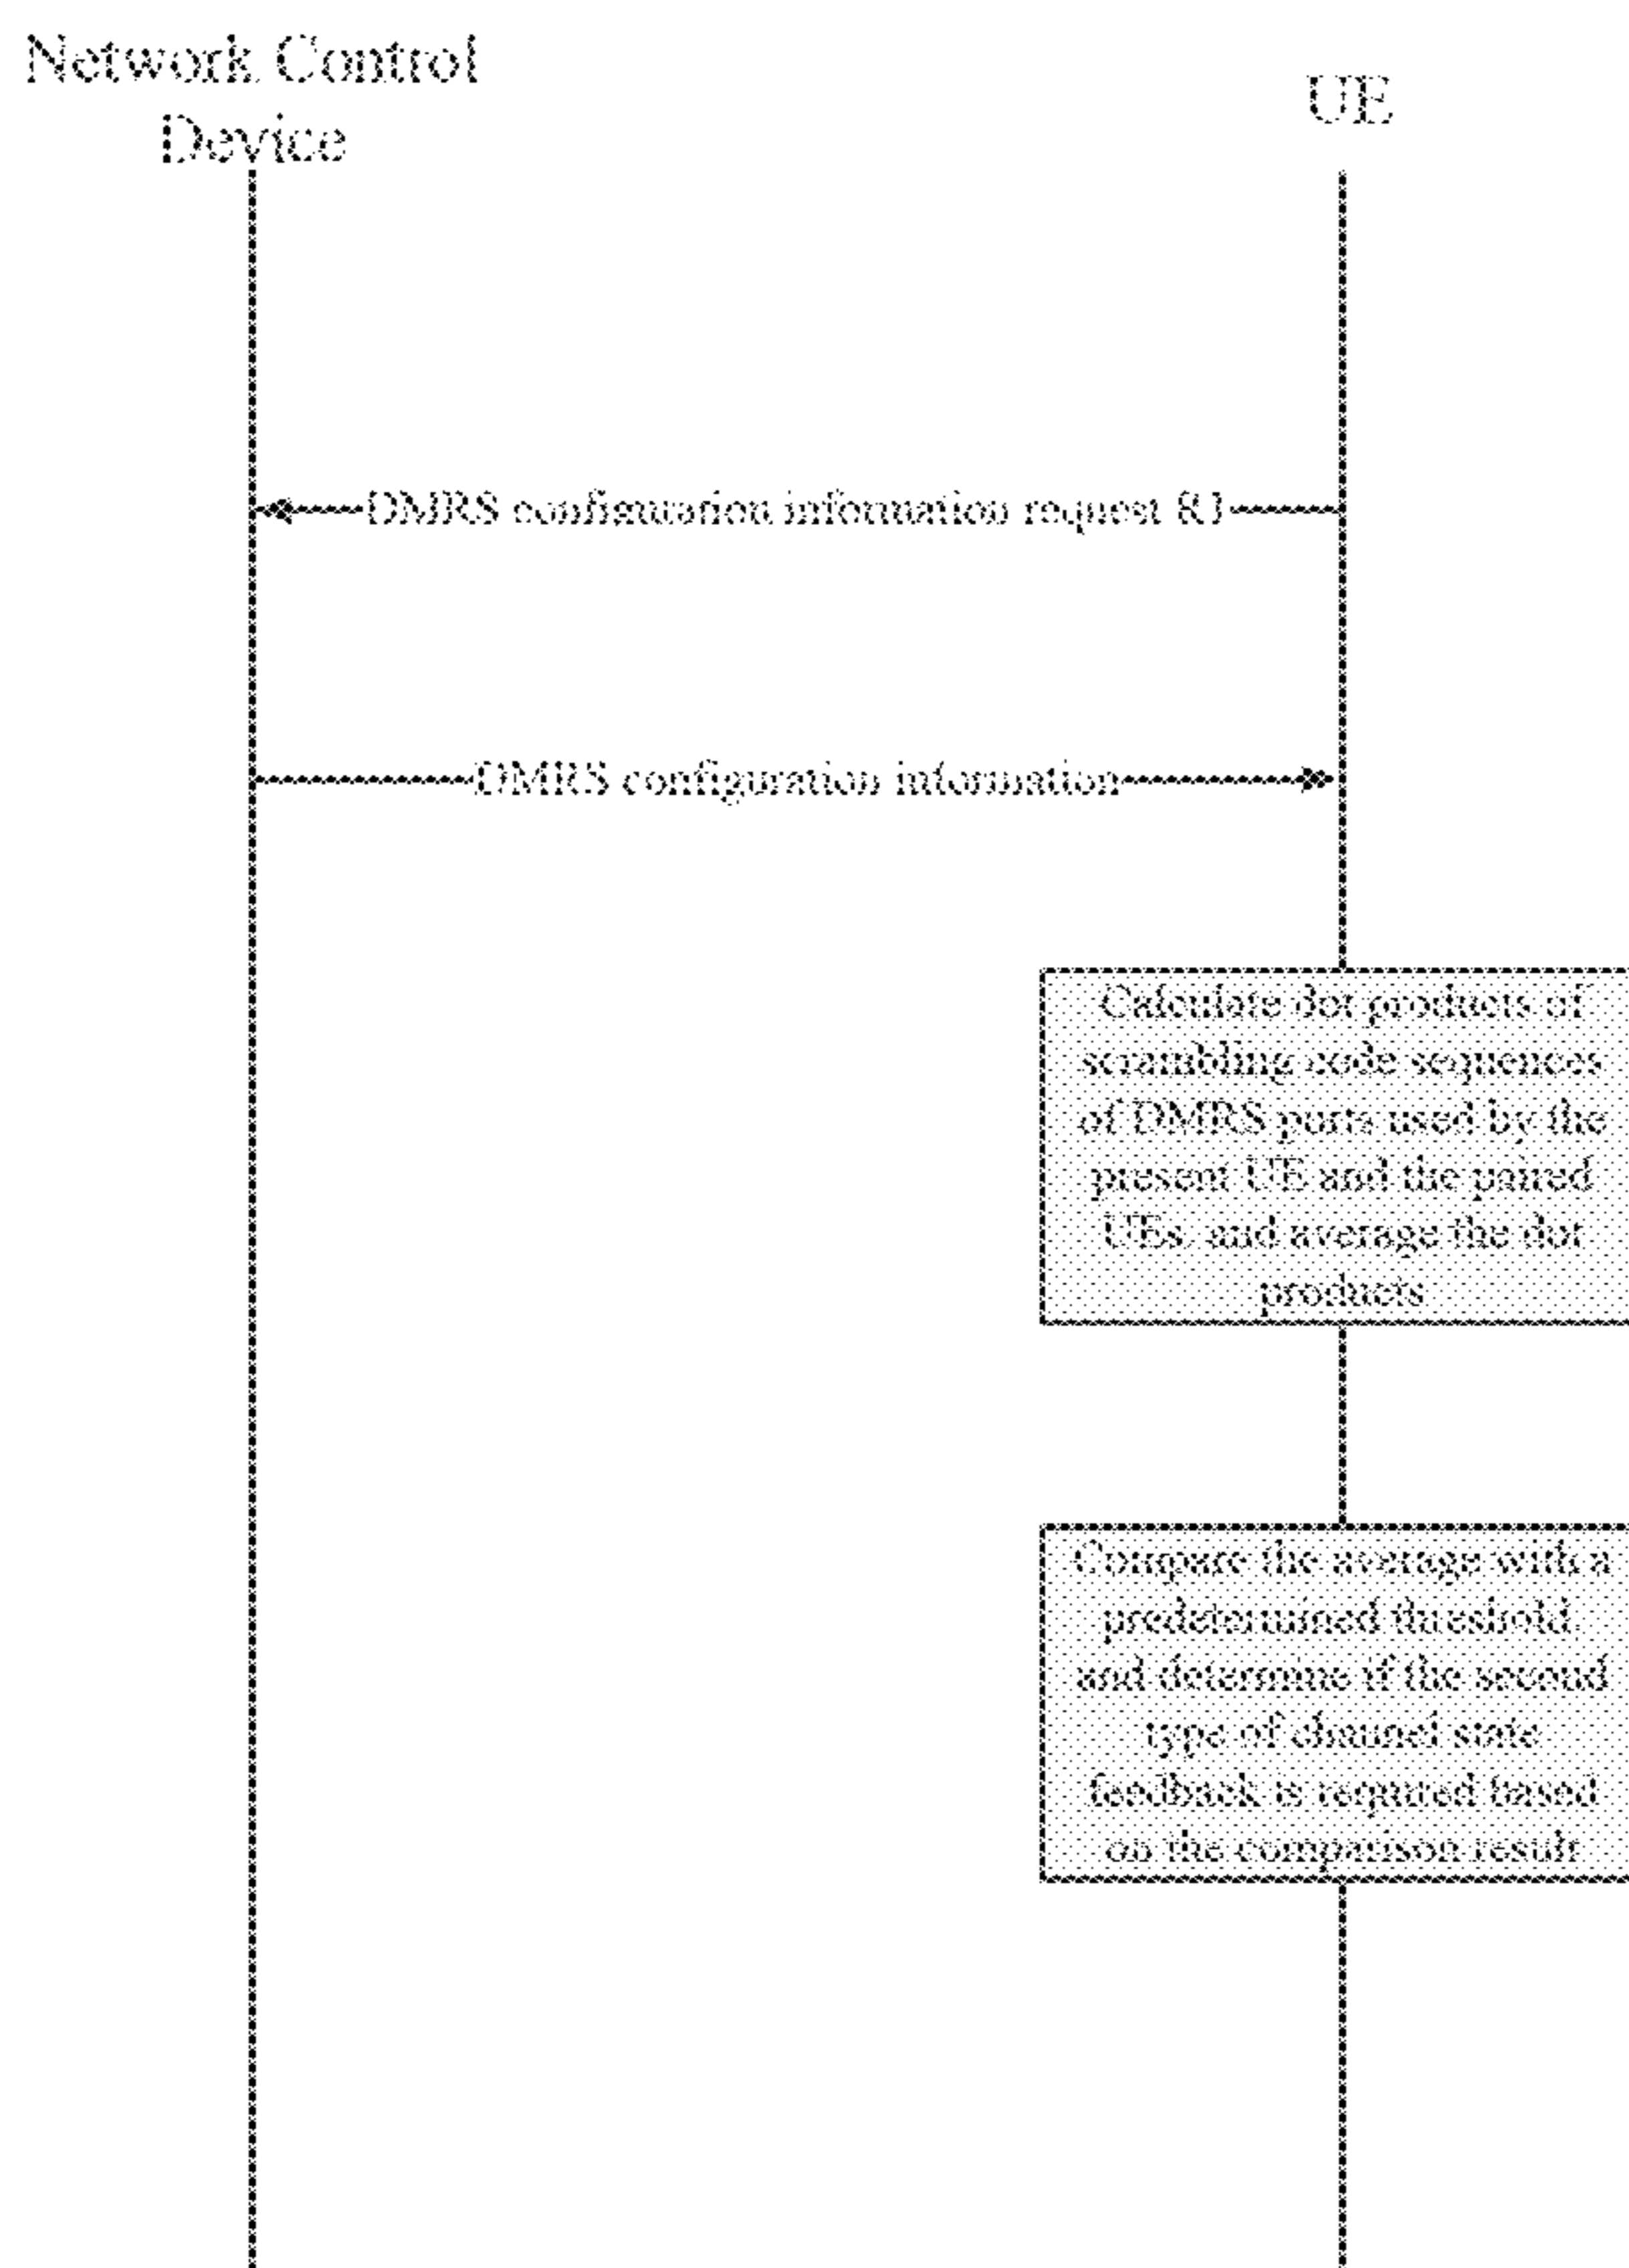 Network Control
Device
UE
DMRS configuration information request R1
DMRS configuration information
Calculate dot products of
scrambling code sequences
of DMRS ports used by the
present UE and the paired
UEs, and average the dot
products
Compare the average with a
predetermined threshold
and determine if the second
type of channel state
feedback is required based
on the comparison result